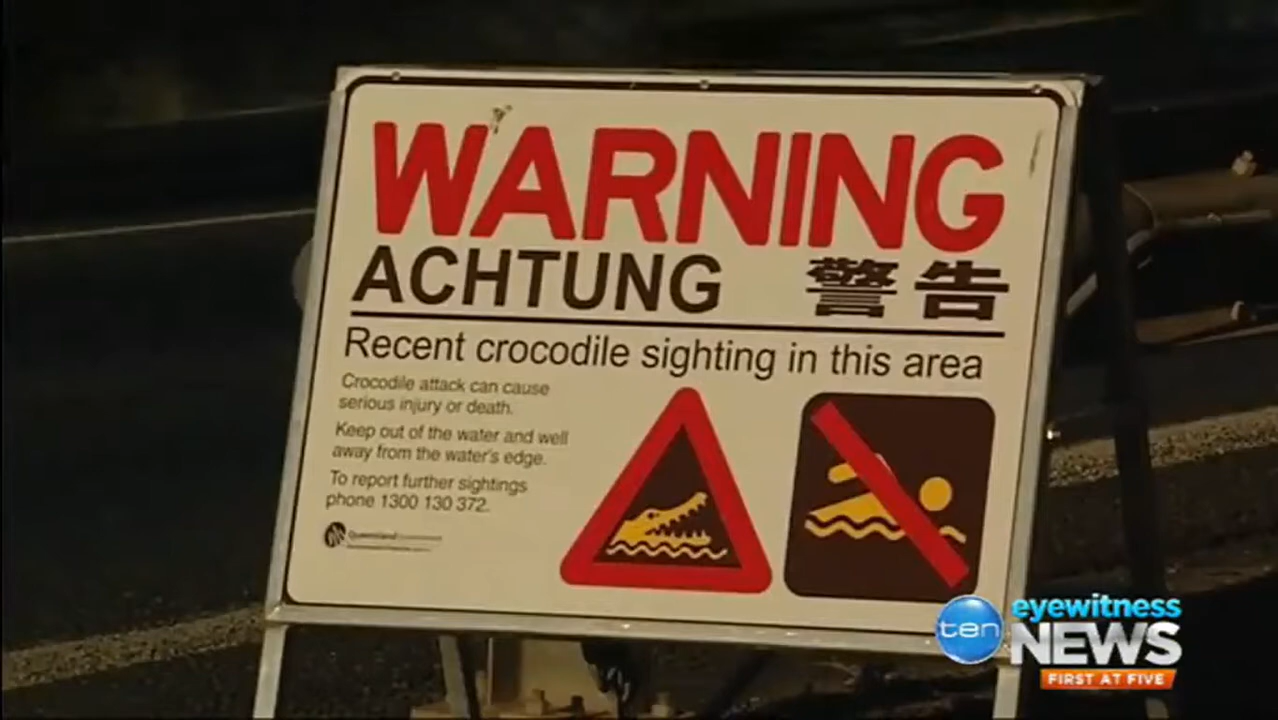 WARNING
ACHTUNG 警告
Recent crocodile sighting in this area
Crocodile attack can cause
serious injury or death.
Keep out of the water and well
away from the water's edge.
To report further sightings
phone 1300 130 372.
Queensland Government
ten eyewitness
NEWS
FIRST AT FIVE